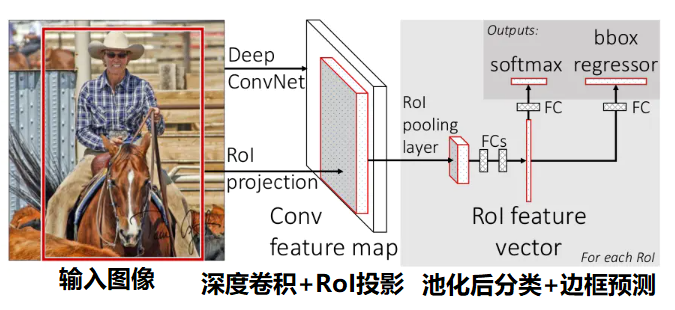 Outputs:
bbox
softmax regressor
Deep
ConvNet
FC
FC
RoI
pooling
layer
FCs
RoI
projection
Conv
feature map
RoI feature
vector
For each RoI
输入图像
深度卷积+RoI投影
池化后分类+边框预测